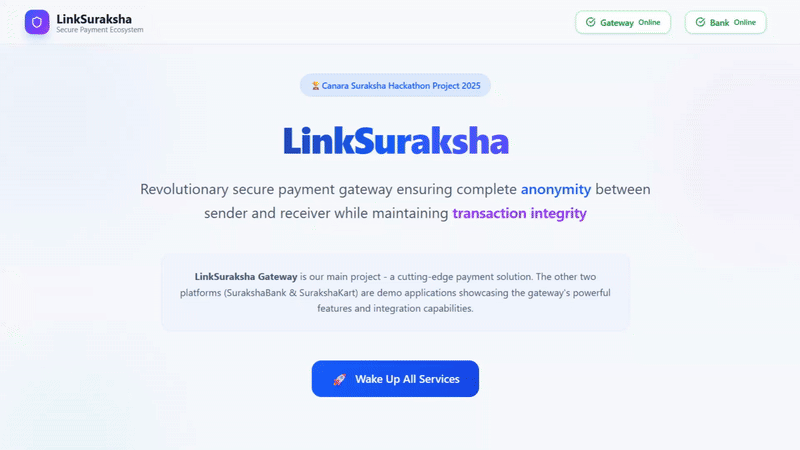 LinkSuraksha
Secure Payment Ecosystem
Gateway Online
Bank Online
🏆 Canara Suraksha Hackathon Project 2025
LinkSuraksha
Revolutionary secure payment gateway ensuring complete anonymity between
sender and receiver while maintaining transaction integrity
LinkSuraksha Gateway is our main project - a cutting-edge payment solution. The other two
platforms (SurakshaBank & SurakshaKart) are demo applications showcasing the gateway's powerful
features and integration capabilities.
🚀 Wake Up All Services